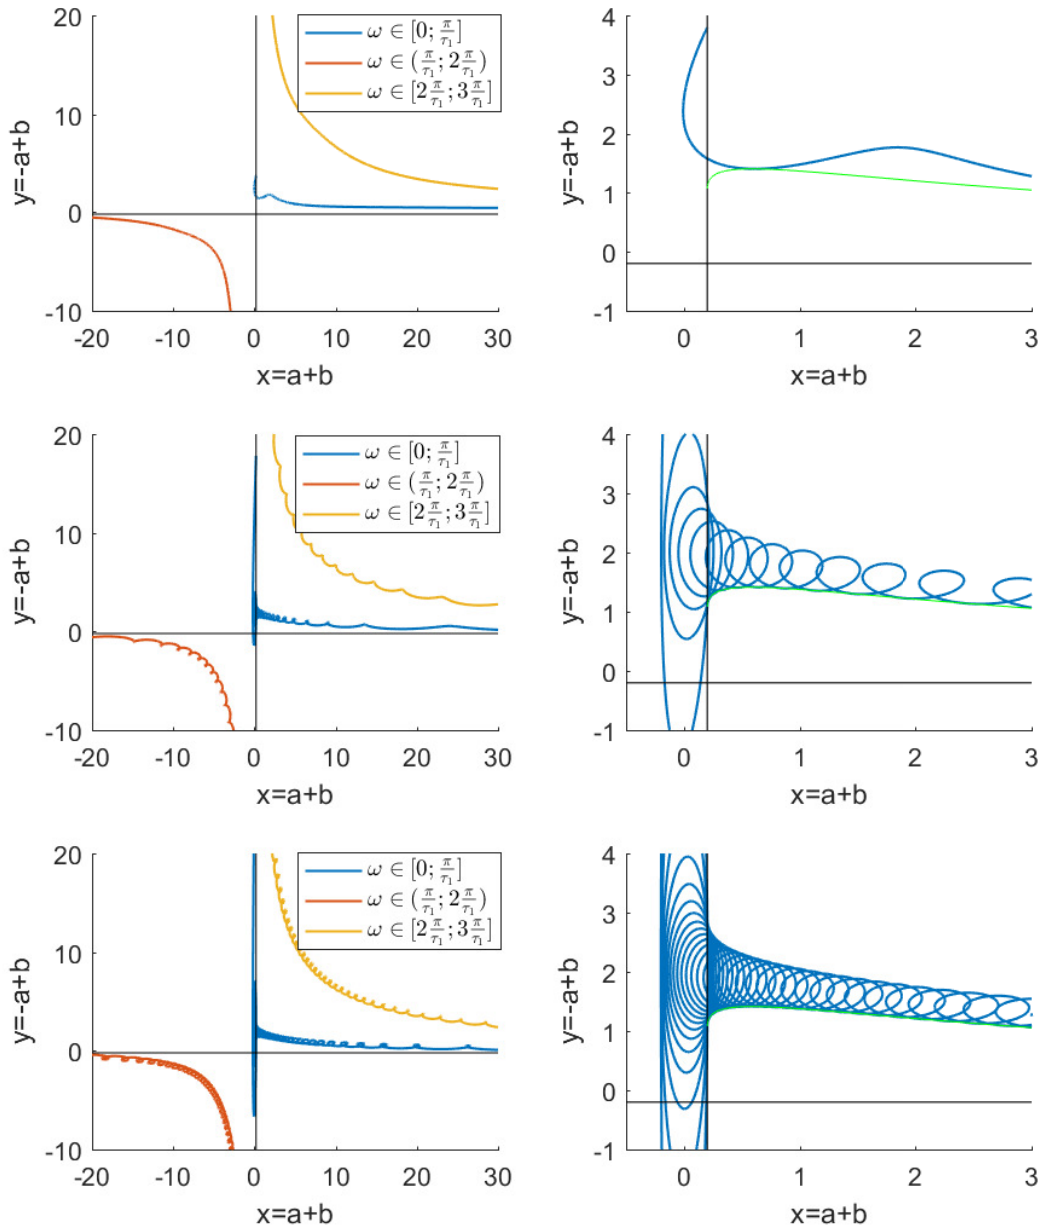 20
10
0
-10
-20 -10 0 10 20 30
x=a+b
y=-a+b
ω ∈ [0; π/τ₁]
ω ∈ (π/τ₁; 2π/τ₁)
ω ∈ [2π/τ₁; 3π/τ₁]
4
3
2
1
0
-1
0 1 2 3
x=a+b
y=-a+b
20
10
0
-10
-20 -10 0 10 20 30
x=a+b
y=-a+b
ω ∈ [0; π/τ₁]
ω ∈ (π/τ₁; 2π/τ₁)
ω ∈ [2π/τ₁; 3π/τ₁]
4
3
2
1
0
-1
0 1 2 3
x=a+b
y=-a+b
20
10
0
-10
-20 -10 0 10 20 30
x=a+b
y=-a+b
ω ∈ [0; π/τ₁]
ω ∈ (π/τ₁; 2π/τ₁)
ω ∈ [2π/τ₁; 3π/τ₁]
4
3
2
1
0
-1
0 1 2 3
x=a+b
y=-a+b